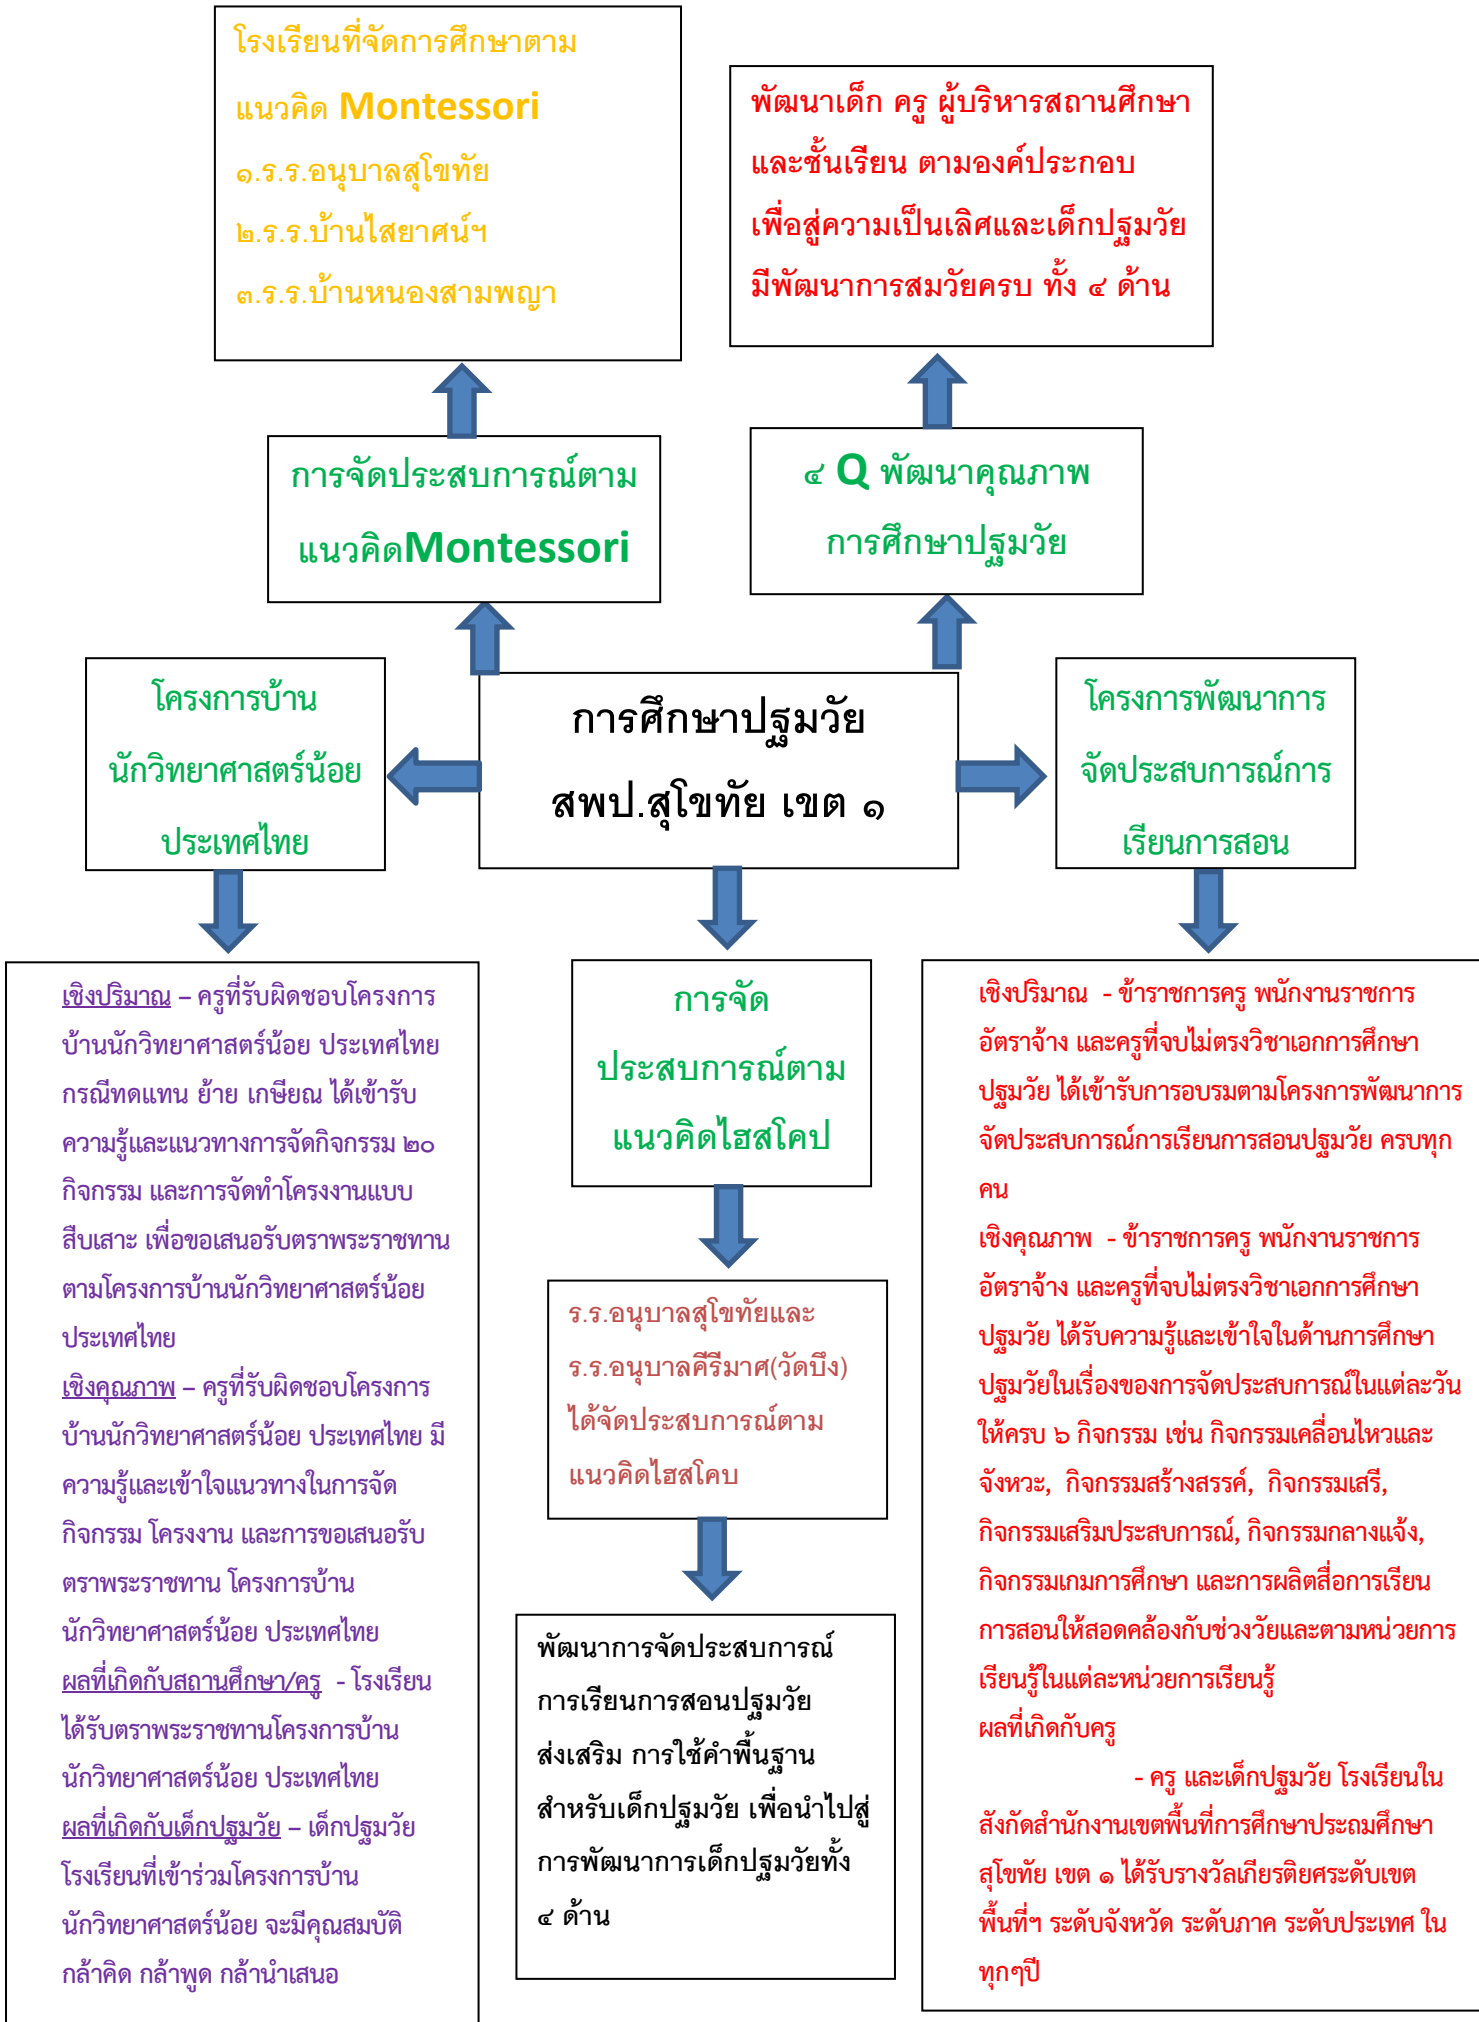 โรงเรียนที่จัดการศึกษาตาม
แนวคิด Montessori
๑.ร.ร.อนุบาลสุโขทัย
๒.ร.ร.บ้านไสยาศน์ฯ
๓.ร.ร.บ้านหนองสามพญา
พัฒนาเด็ก ครู ผู้บริหารสถานศึกษา
และชั้นเรียน ตามองค์ประกอบ
เพื่อสู่ความเป็นเลิศและเด็กปฐมวัย
มีพัฒนาการสมวัยครบ ทั้ง ๔ ด้าน
การจัดประสบการณ์ตาม
แนวคิดMontessori
๔ Q พัฒนาคุณภาพ
การศึกษาปฐมวัย
โครงการบ้าน
นักวิทยาศาสตร์น้อย
ประเทศไทย
การศึกษาปฐมวัย
สพป.สุโขทัย เขต ๑
โครงการพัฒนาการ
จัดประสบการณ์การ
เรียนการสอน
เชิงปริมาณ – ครูที่รับผิดชอบโครงการ
บ้านนักวิทยาศาสตร์น้อย ประเทศไทย
กรณีทดแทน ย้าย เกษียณ ได้เข้ารับ
ความรู้และแนวทางการจัดกิจกรรม ๒๐
กิจกรรม และการจัดทำโครงงานแบบ
สืบเสาะ เพื่อขอเสนอรับตราพระราชทาน
ตามโครงการบ้านนักวิทยาศาสตร์น้อย
ประเทศไทย
เชิงคุณภาพ – ครูที่รับผิดชอบโครงการ
บ้านนักวิทยาศาสตร์น้อย ประเทศไทย มี
ความรู้และเข้าใจแนวทางในการจัด
กิจกรรม โครงงาน และการขอเสนอรับ
ตราพระราชทาน โครงการบ้าน
นักวิทยาศาสตร์น้อย ประเทศไทย
ผลที่เกิดกับสถานศึกษา/ครู - โรงเรียน
ได้รับตราพระราชทานโครงการบ้าน
นักวิทยาศาสตร์น้อย ประเทศไทย
ผลที่เกิดกับเด็กปฐมวัย – เด็กปฐมวัย
โรงเรียนที่เข้าร่วมโครงการบ้าน
นักวิทยาศาสตร์น้อย จะมีคุณสมบัติ
กล้าคิด กล้าพูด กล้านำเสนอ
การจัด
ประสบการณ์ตาม
แนวคิดไฮสโคป
ร.ร.อนุบาลสุโขทัยและ
ร.ร.อนุบาลคีรีมาศ(วัดบึง)
ได้จัดประสบการณ์ตาม
แนวคิดไฮสโคบ
พัฒนาการจัดประสบการณ์
การเรียนการสอนปฐมวัย
ส่งเสริม การใช้คำพื้นฐาน
สำหรับเด็กปฐมวัย เพื่อนำไปสู่
การพัฒนาการเด็กปฐมวัยทั้ง
๔ ด้าน
เชิงปริมาณ - ข้าราชการครู พนักงานราชการ
อัตราจ้าง และครูที่จบไม่ตรงวิชาเอกการศึกษา
ปฐมวัย ได้เข้ารับการอบรมตามโครงการพัฒนาการ
จัดประสบการณ์การเรียนการสอนปฐมวัย ครบทุก
คน
เชิงคุณภาพ - ข้าราชการครู พนักงานราชการ
อัตราจ้าง และครูที่จบไม่ตรงวิชาเอกการศึกษา
ปฐมวัย ได้รับความรู้และเข้าใจในด้านการศึกษา
ปฐมวัยในเรื่องของการจัดประสบการณ์ในแต่ละวัน
ให้ครบ ๖ กิจกรรม เช่น กิจกรรมเคลื่อนไหวและ
จังหวะ, กิจกรรมสร้างสรรค์, กิจกรรมเสรี,
กิจกรรมเสริมประสบการณ์, กิจกรรมกลางแจ้ง,
กิจกรรมเกมการศึกษา และการผลิตสื่อการเรียน
การสอนให้สอดคล้องกับช่วงวัยและตามหน่วยการ
เรียนรู้ในแต่ละหน่วยการเรียนรู้
ผลที่เกิดกับครู
- ครู และเด็กปฐมวัย โรงเรียนใน
สังกัดสำนักงานเขตพื้นที่การศึกษาประถมศึกษา
สุโขทัย เขต ๑ ได้รับรางวัลเกียรติยศระดับเขต
พื้นที่ฯ ระดับจังหวัด ระดับภาค ระดับประเทศ ใน
ทุกๆปี